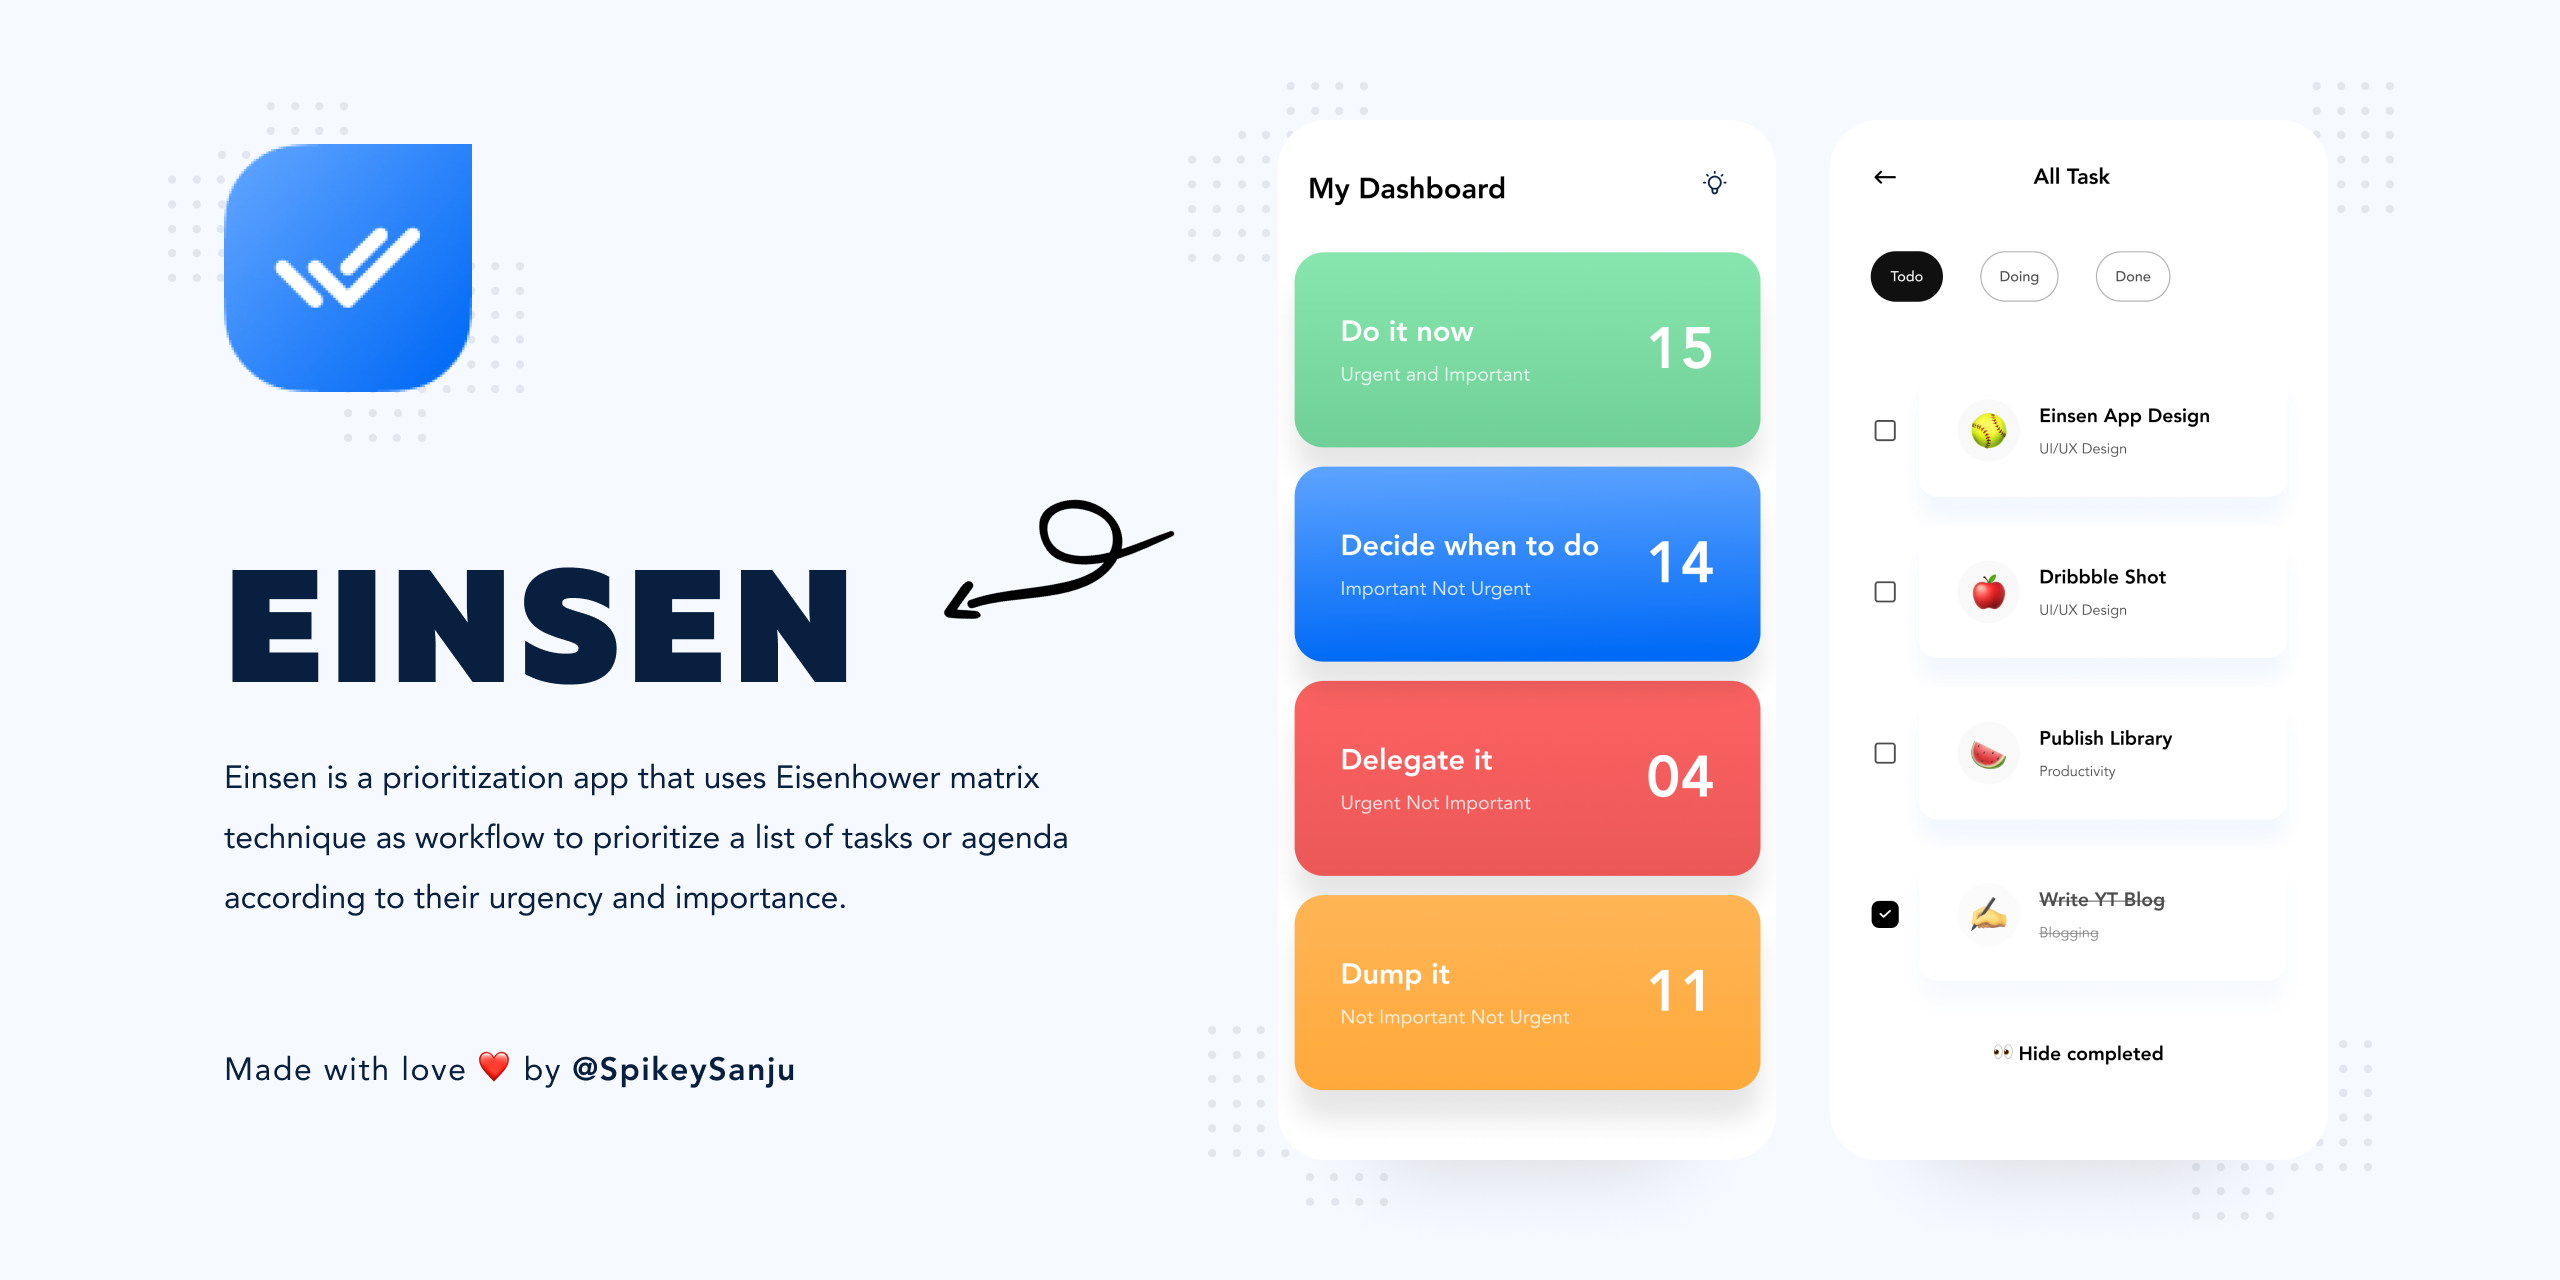 EINSEN
Einsen is a prioritization app that uses Eisenhower matrix
technique as workflow to prioritize a list of tasks or agenda
according to their urgency and importance.
Made with love ❤️ by @SpikeySanju
My Dashboard
Do it now
Urgent and Important
15
Decide when to do
Important Not Urgent
14
Delegate it
Urgent Not Important
04
Dump it
Not Important Not Urgent
11
All Task
Todo Doing Done
Einsen App Design
UI/UX Design
Dribbble Shot
UI/UX Design
Publish Library
Productivity
Write YT Blog
Blogging
👀 Hide completed